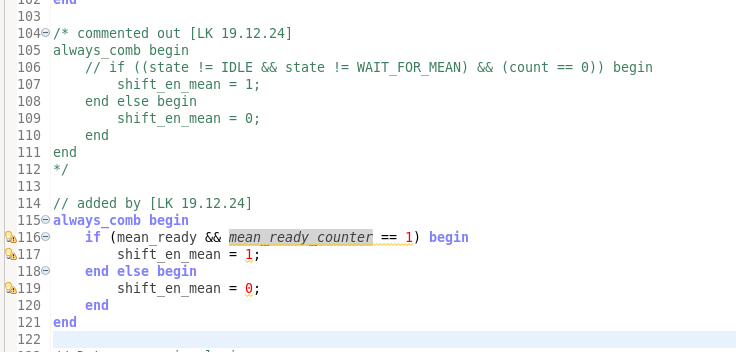 end
103
104 /* commented out [LK 19.12.24]
105 always_comb begin
106 // if ((state != IDLE && state != WAIT_FOR_MEAN) && (count == 0)) begin
107 shift_en_mean = 1;
108 end else begin
109 shift_en_mean = 0;
110 end
111 end
112 */
113
114 // added by [LK 19.12.24]
115 always_comb begin
116 if (mean_ready && mean_ready_counter == 1) begin
117 shift_en_mean = 1;
118 end else begin
119 shift_en_mean = 0;
120 end
121 end
122